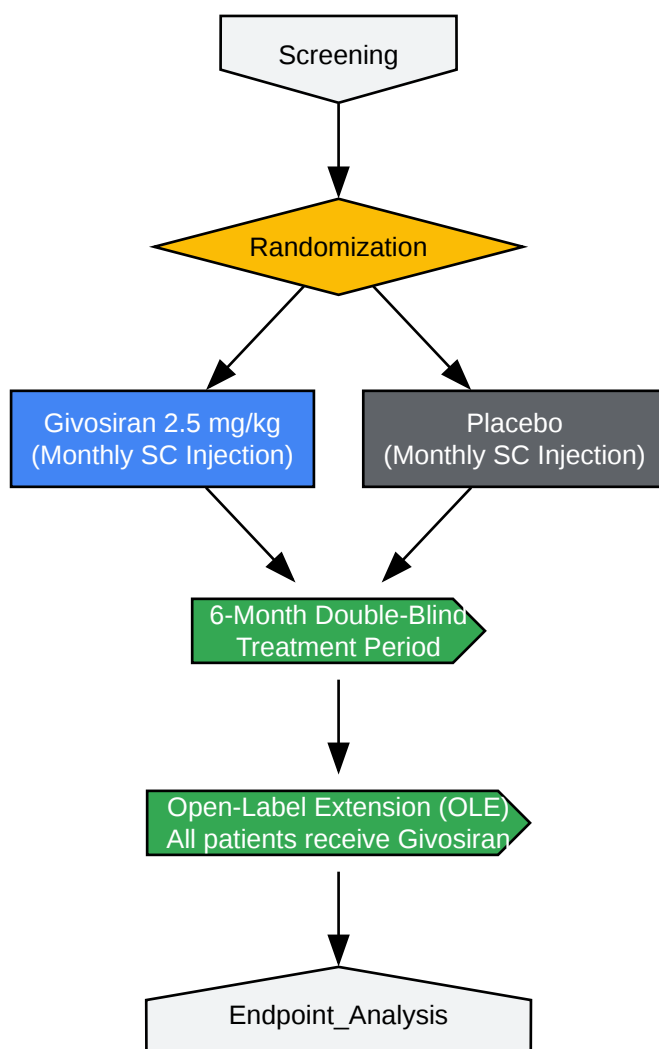 Screening
Randomization
Givosiran 2.5 mg/kg
(Monthly SC Injection)
Placebo
(Monthly SC Injection)
6-Month Double-Blind
Treatment Period
Open-Label Extension (OLE)
All patients receive Givosiran
Endpoint_Analysis